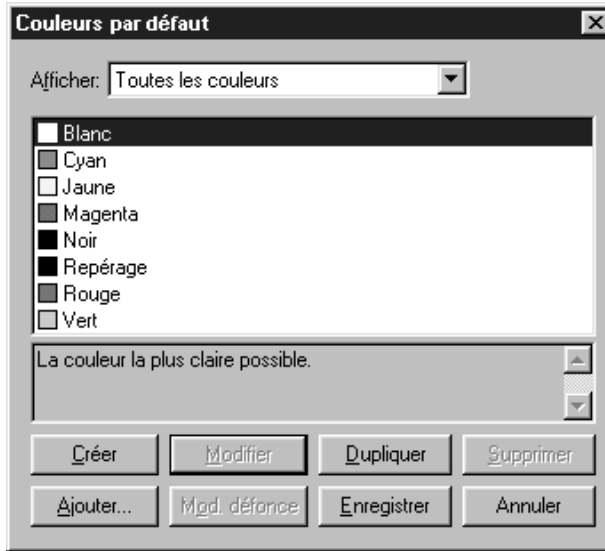 Couleurs par défaut
Afficher: Toutes les couleurs
Blanc
Cyan
Jaune
Magenta
Noir
Repérage
Rouge
Vert
La couleur la plus claire possible.
Créer Modifier Dupliquer Supprimer
Ajouter... Mod. défonce Enregistrer Annuler